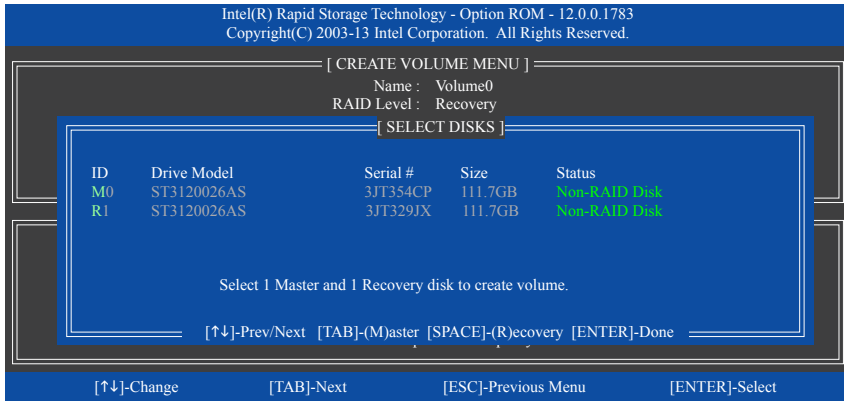 Intel(R) Rapid Storage Technology - Option ROM - 12.0.0.1783
Copyright(C) 2003-13 Intel Corporation. All Rights Reserved.
[ CREATE VOLUME MENU ]
Name : Volume0
RAID Level : Recovery
[ SELECT DISKS ]
ID Drive Model Serial # Size Status
M0 ST3120026AS 3JT354CP 111.7GB Non-RAID Disk
R1 ST3120026AS 3JT329JX 111.7GB Non-RAID Disk
Select 1 Master and 1 Recovery disk to create volume.
[↑↓]-Prev/Next [TAB]-(M)aster [SPACE]-(R)ecovery [ENTER]-Done
[↑↓]-Change [TAB]-Next [ESC]-Previous Menu [ENTER]-Select